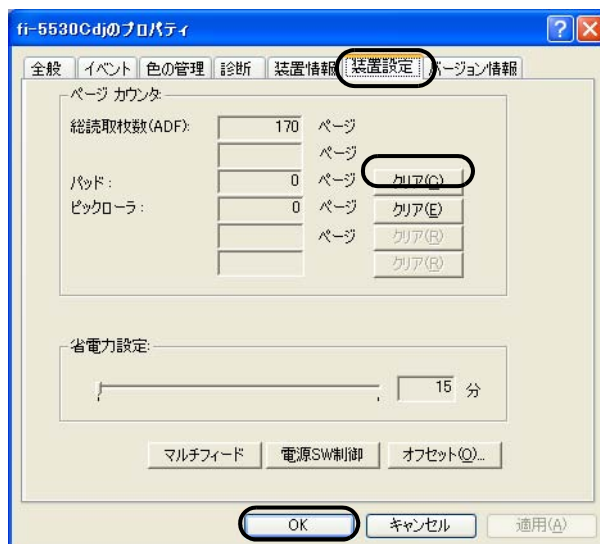 fi-5530Cdjのプロパティ
全般 イベント 色の管理 診断 装置情報 装置設定 バージョン情報
ページ カウンタ:
総読取枚数(ADF): 170 ページ
ページ
パッド: 0 ページ クリア(C)
ピックローラ: 0 ページ クリア(E)
ページ クリア(R)
クリア(R)
省電力設定:
15 分
マルチフィード 電源SW制御 オフセット(O)...
OK キャンセル 適用(A)